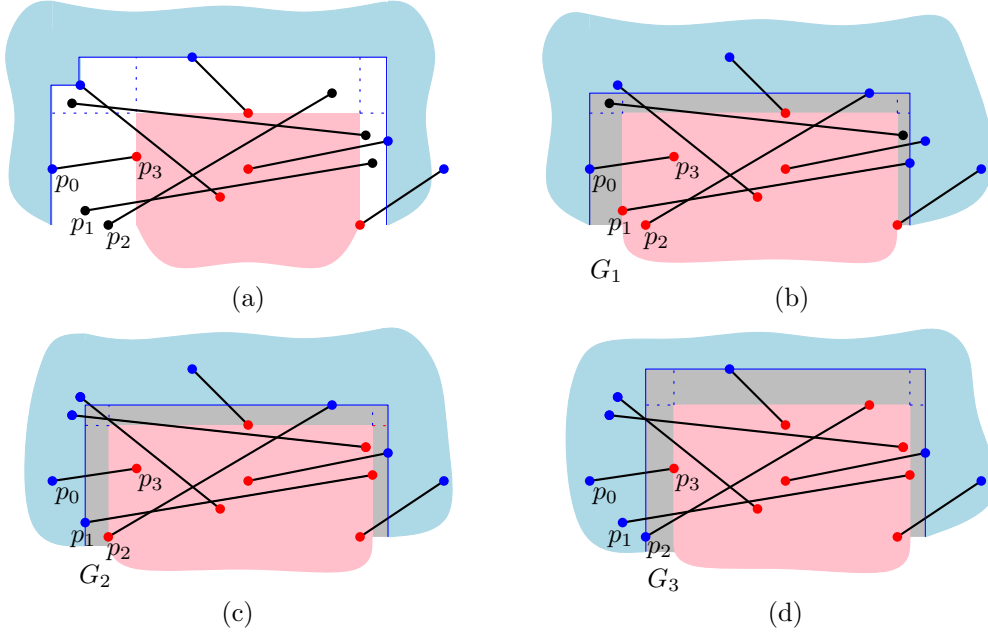 p₀ p₃
p₁
p₂
(a)
p₀ p₃
p₁ p₂
G₁
(b)
p₀ p₃
p₁ p₂
G₂
(c)
p₀ p₃
p₁ p₂
G₃
(d)